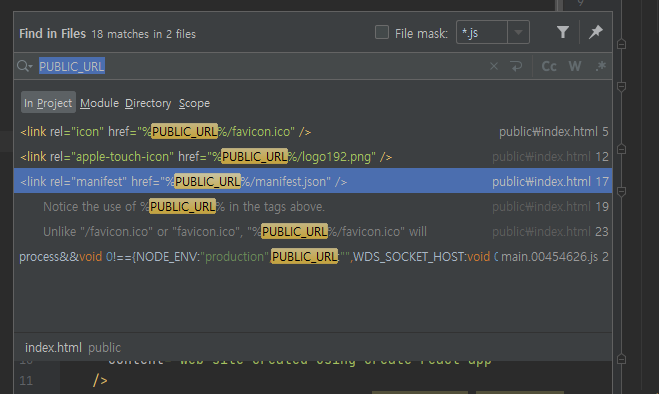 9
Find in Files 18 matches in 2 files File mask: *.js
PUBLIC_URL Cc W .*
In Project Module Directory Scope
<link rel="icon" href="%PUBLIC_URL%/favicon.ico" /> public₩index.html 5
<link rel="apple-touch-icon" href="%PUBLIC_URL%/logo192.png" /> public₩index.html 12
<link rel="manifest" href="%PUBLIC_URL%/manifest.json" /> public₩index.html 17
Notice the use of %PUBLIC_URL% in the tags above. public₩index.html 19
Unlike "/favicon.ico" or "favicon.ico", "%PUBLIC_URL%/favicon.ico" will public₩index.html 23
process&&void 0!=={NODE_ENV:"production",PUBLIC_URL:"",WDS_SOCKET_HOST:void 0 main.00454626.js 2
index.html public
content="Web site created using create-react-app"
11 />